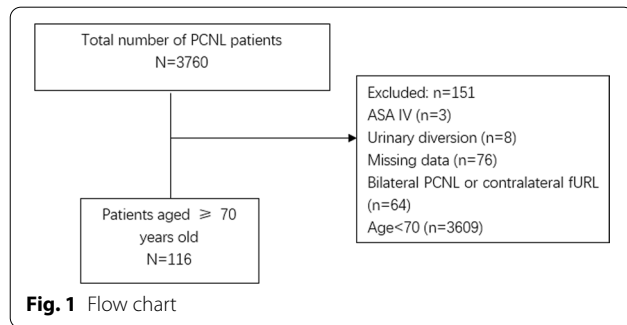 Total number of PCNL patients
N=3760
Excluded: n=151
ASA IV (n=3)
Urinary diversion (n=8)
Missing data (n=76)
Bilateral PCNL or contralateral fURL
(n=64)
Age<70 (n=3609)
Patients aged ≥ 70
years old
N=116
Fig. 1 Flow chart